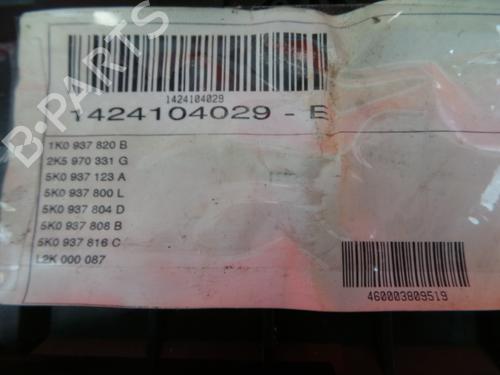 1424104029
1424104029 - E
1K0 937 820 B
2K5 970 331 G
5K0 937 123 A
5K0 937 800 L
5K0 937 804 D
5K0 937 808 B
5K0 937 816 C
L2K 000 087
460003809519
B-PARTS